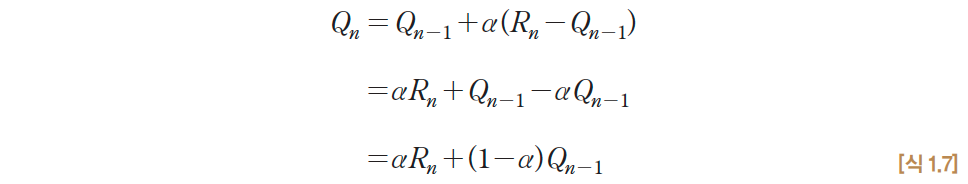 Qₙ = Qₙ₋₁ + α(Rₙ − Qₙ₋₁)
= αRₙ + Qₙ₋₁ − αQₙ₋₁
= αRₙ + (1 − α)Qₙ₋₁ [식 1.7]